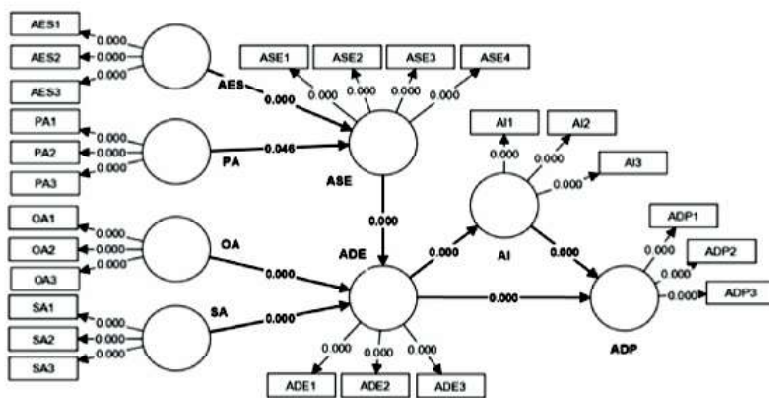 AES1
0.000
AES2
0.000
AES3
0.000
AES
0.000
PA1
0.000
PA2
0.000
PA3
0.000
PA
0.046
ASE1
ASE2
ASE3
ASE4
0.000
0.000
0.000
0.000
ASE
0.000
OA1
0.000
OA2
0.000
OA3
0.000
OA
0.000
SA1
0.000
SA2
0.000
SA3
0.000
SA
0.000
ADE
0.000
0.000
0.000
0.000
ADE1
ADE2
ADE3
AI1
AI2
AI3
0.000
0.000
0.000
AI
0.000
0.000
ADP1
ADP2
ADP3
0.000
0.000
0.000
ADP